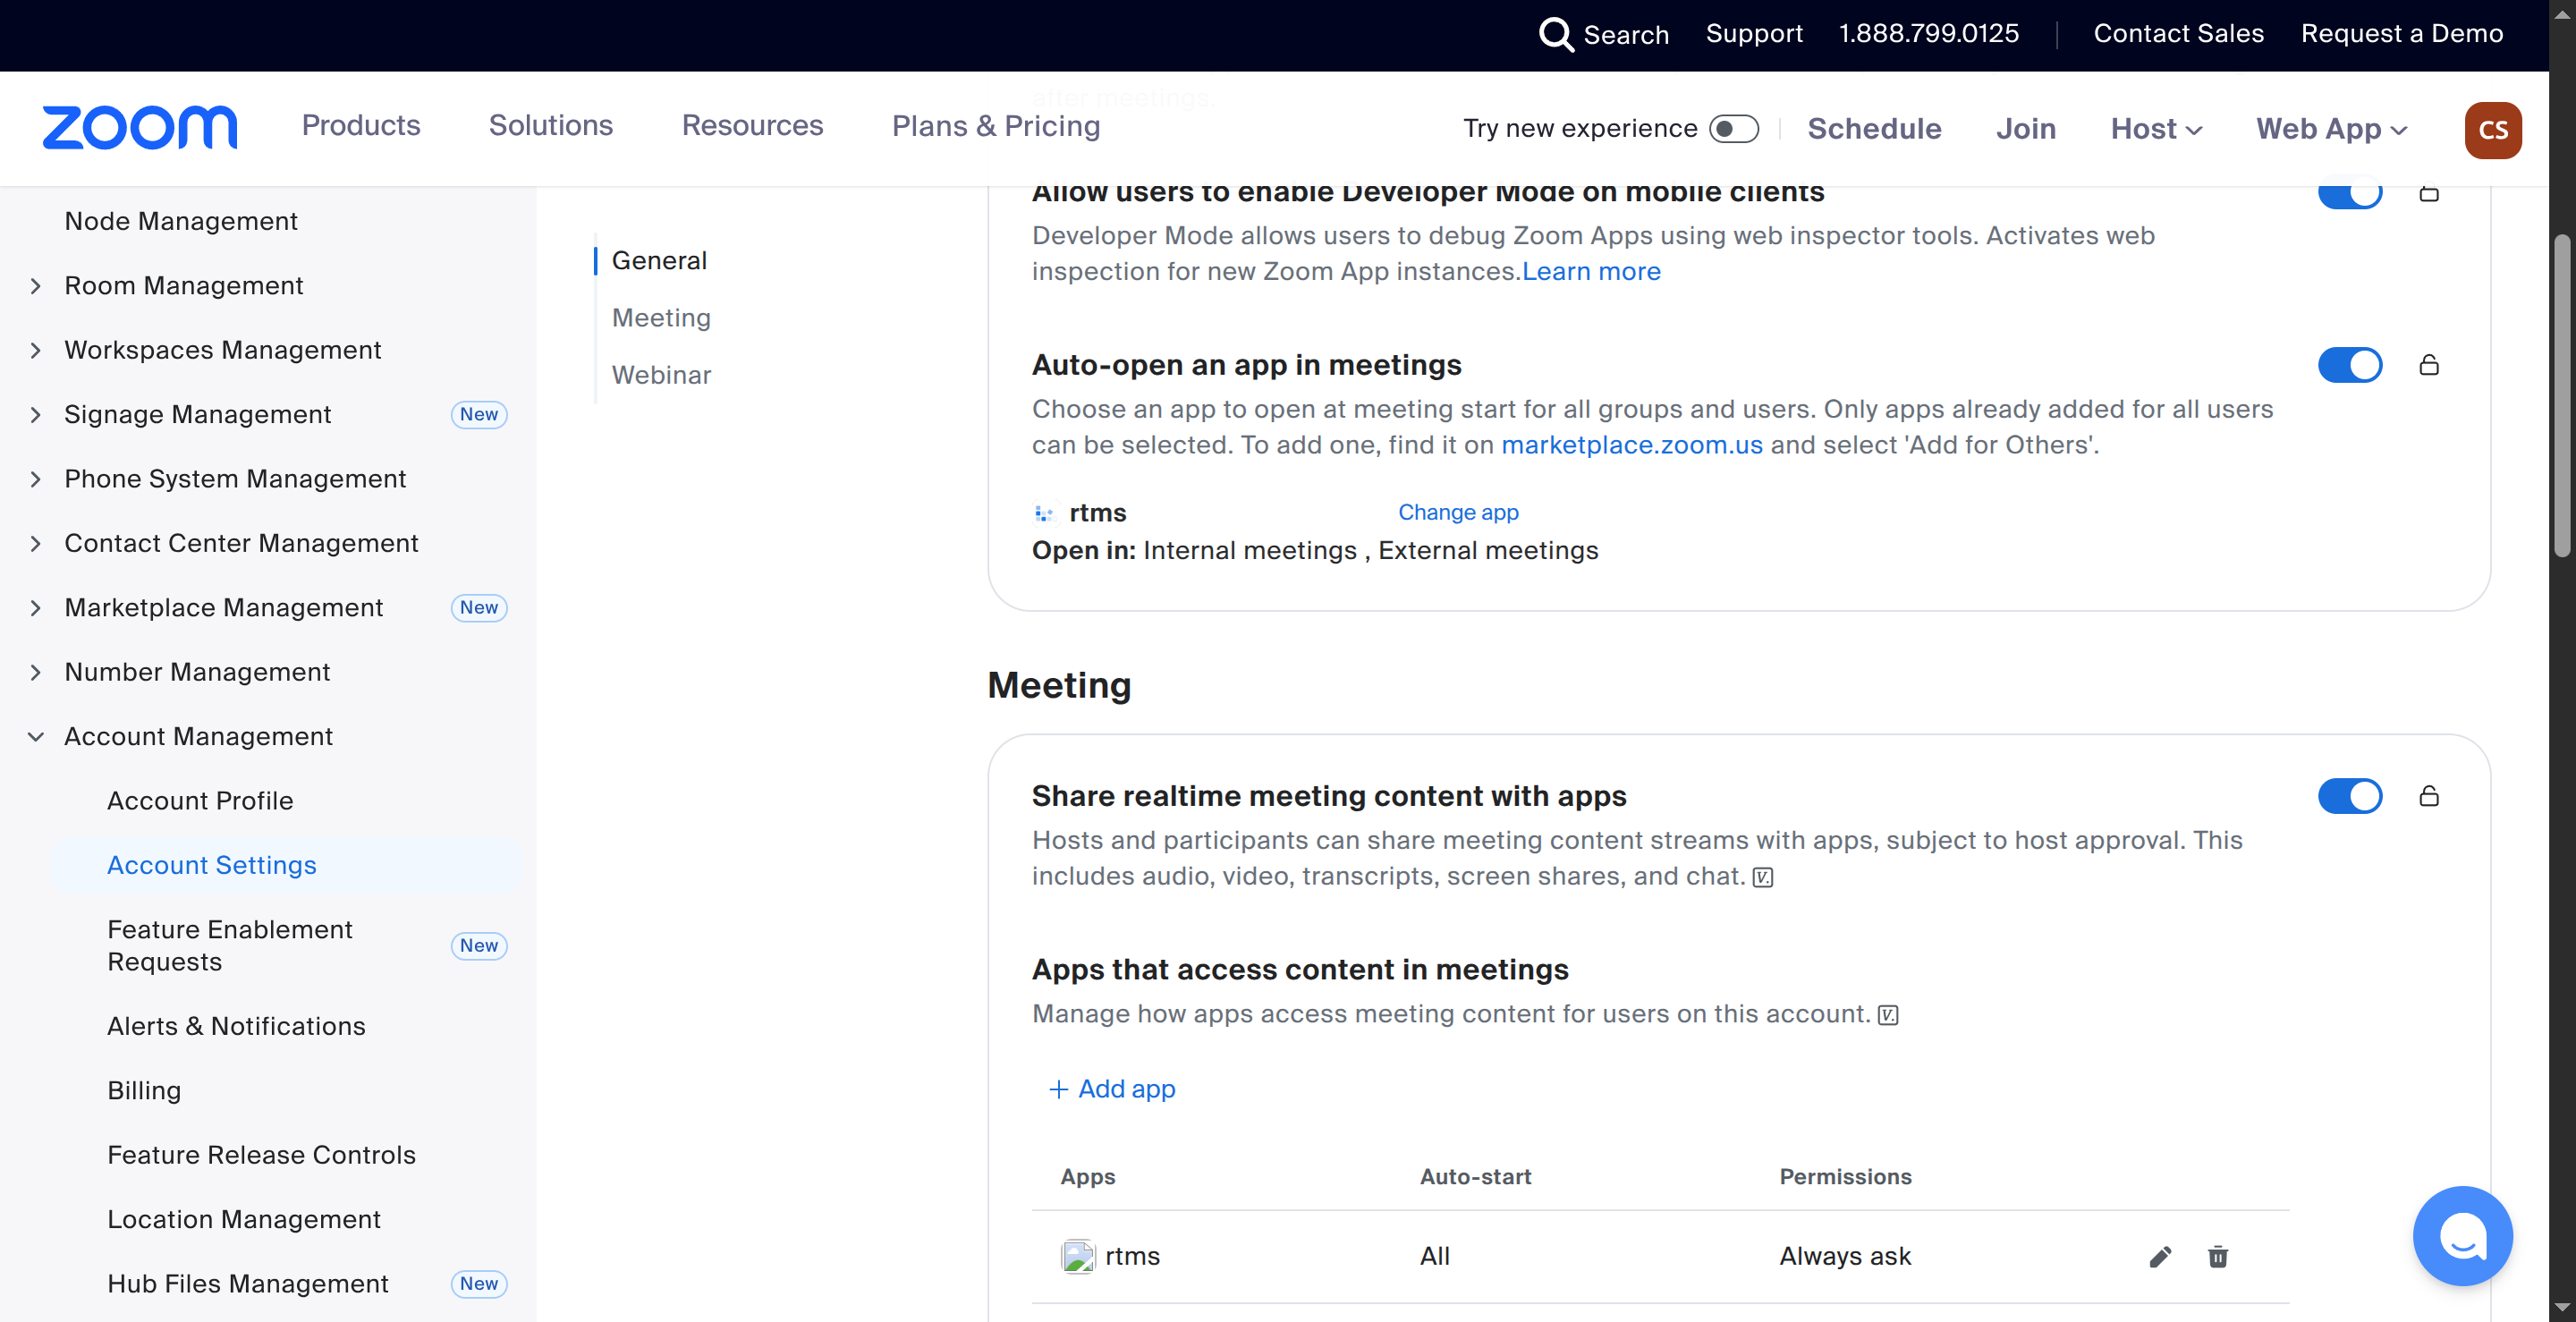 Search
Support
1.888.799.0125
Contact Sales
Request a Demo
zoom
Products
Solutions
Resources
Plans & Pricing
after meetings.
Try new experience
Schedule
Join
Host
Web App
CS
Node Management
Room Management
Workspaces Management
Signage Management New
Phone System Management
Contact Center Management
Marketplace Management New
Number Management
Account Management
Account Profile
Account Settings
Feature Enablement
Requests
New
Alerts & Notifications
Billing
Feature Release Controls
Location Management
Hub Files Management New
General
Meeting
Webinar
Allow users to enable Developer Mode on mobile clients
Developer Mode allows users to debug Zoom Apps using web inspector tools. Activates web
inspection for new Zoom App instances.Learn more
Auto-open an app in meetings
Choose an app to open at meeting start for all groups and users. Only apps already added for all users
can be selected. To add one, find it on marketplace.zoom.us and select 'Add for Others'.
rtms Change app
Open in: Internal meetings , External meetings
Meeting
Share realtime meeting content with apps
Hosts and participants can share meeting content streams with apps, subject to host approval. This
includes audio, video, transcripts, screen shares, and chat. V.
Apps that access content in meetings
Manage how apps access meeting content for users on this account. V.
+ Add app
Apps Auto-start Permissions
rtms All Always ask